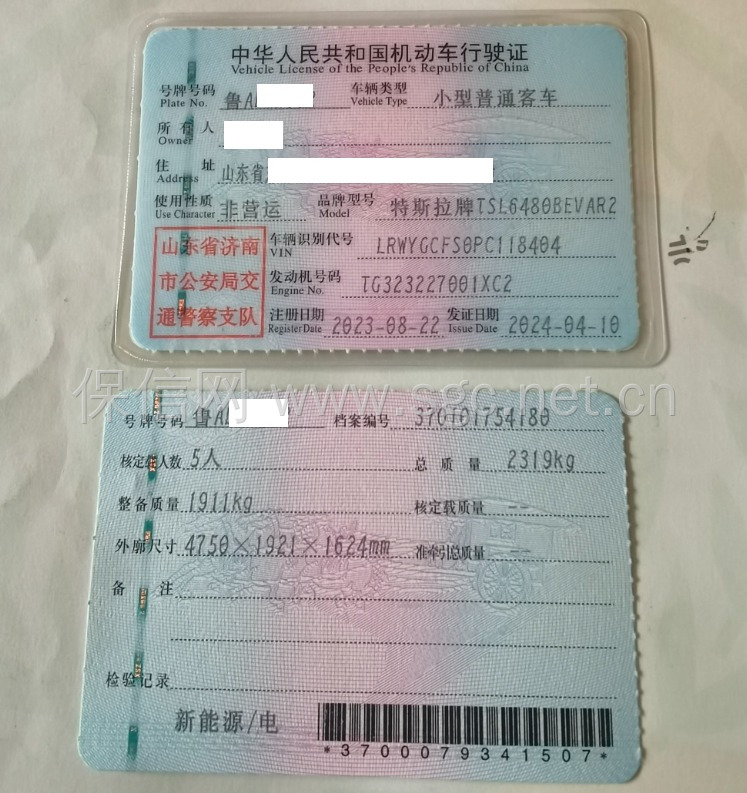 中华人民共和国机动车行驶证
Vehicle License of the People's Republic of China
号牌号码 鲁A 车辆类型 小型普通客车
Plate No. Vehicle Type
所有人
Owner
住址 山东省
Address
使用性质 非营运 品牌型号 特斯拉牌TSL6480BEVAR2
Use Character Model
山东省济南
市公安局交
通警察支队
车辆识别代号 LRWYGCFS0PC118404
VIN
发动机号码 TG323227001XC2
Engine No.
注册日期 2023-08-22 发证日期 2024-04-10
Register Date Issue Date
保信网 www.sgc.net.cn
号牌号码 鲁A 档案编号 370101754180
核定载人数 5人 总质量 2319kg
整备质量 1911kg 核定载质量 --
外廓尺寸 4750×1921×1624mm 准牵引总质量 --
备注
检验记录
新能源/电
*3700079341507*